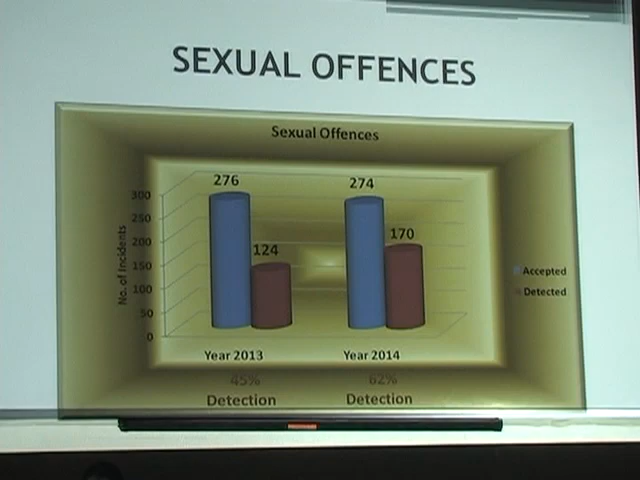 SEXUAL OFFENCES
Sexual Offences
276
274
124
170
No. of Incidents
300
250
200
150
100
50
0
Accepted
Detected
Year 2013
Year 2014
45%
62%
Detection
Detection